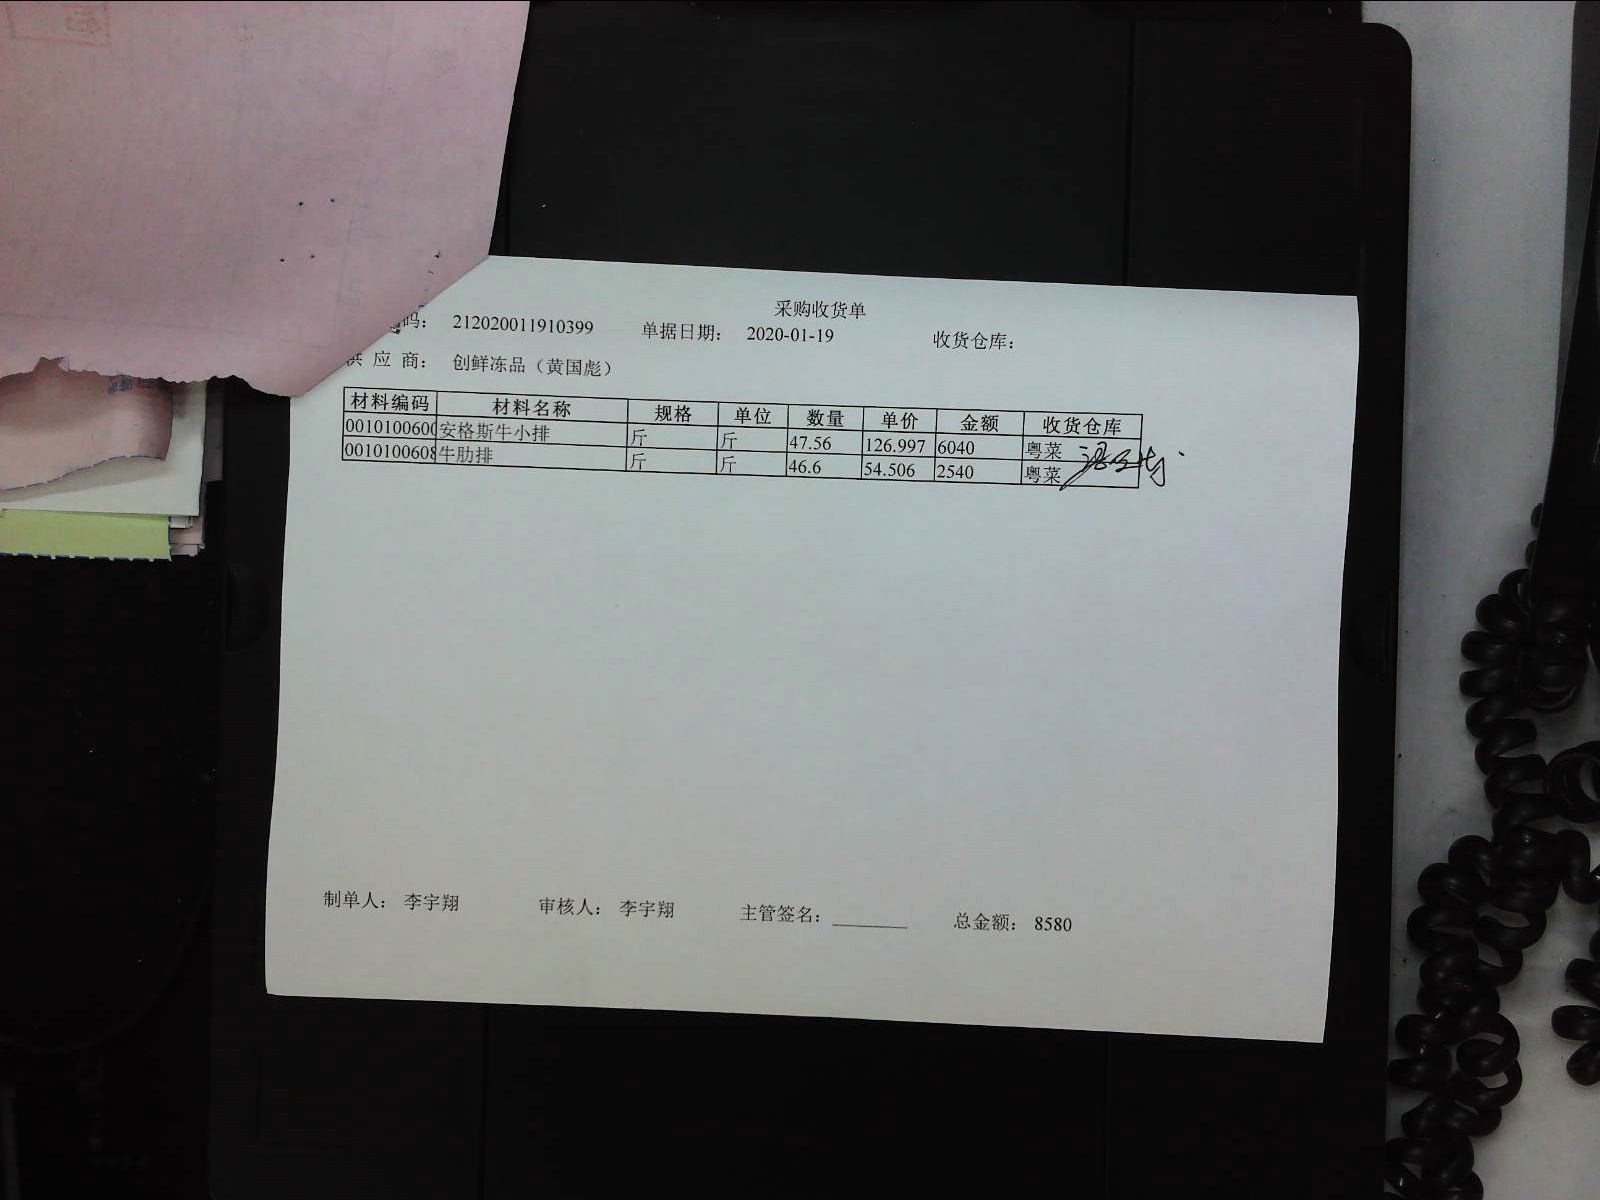 采购收货单
码： 212020011910399 单据日期： 2020-01-19 收货仓库：
供 应 商： 创鲜冻品（黄国彪）
材料编码 材料名称 规格 单位 数量 单价 金额 收货仓库
0010100600 安格斯牛小排 斤 斤 47.56 126.997 6040 粤菜
0010100608 牛肋排 斤 斤 46.6 54.506 2540 粤菜
制单人： 李宇翔 审核人： 李宇翔 主管签名： 总金额： 8580